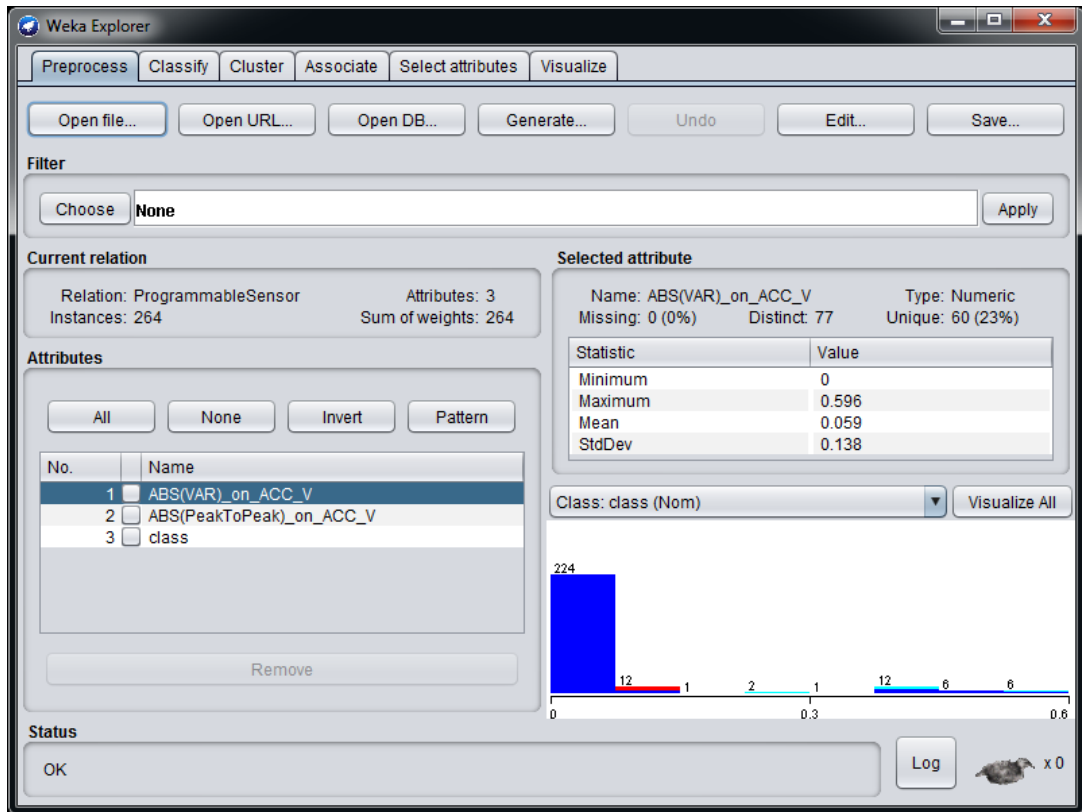 Weka Explorer
Preprocess Classify Cluster Associate Select attributes Visualize
Open file... Open URL... Open DB... Generate... Undo Edit... Save...
Filter
Choose None Apply
Current relation
Relation: ProgrammableSensor Attributes: 3
Instances: 264 Sum of weights: 264
Attributes
All None Invert Pattern
No. Name
1 ABS(VAR)_on_ACC_V
2 ABS(PeakToPeak)_on_ACC_V
3 class
Remove
Selected attribute
Name: ABS(VAR)_on_ACC_V Type: Numeric
Missing: 0 (0%) Distinct: 77 Unique: 60 (23%)
Statistic Value
Minimum 0
Maximum 0.596
Mean 0.059
StdDev 0.138
Class: class (Nom) Visualize All
224
12 1 2 1 12 6 6
0 0.3 0.6
Status
OK Log x 0